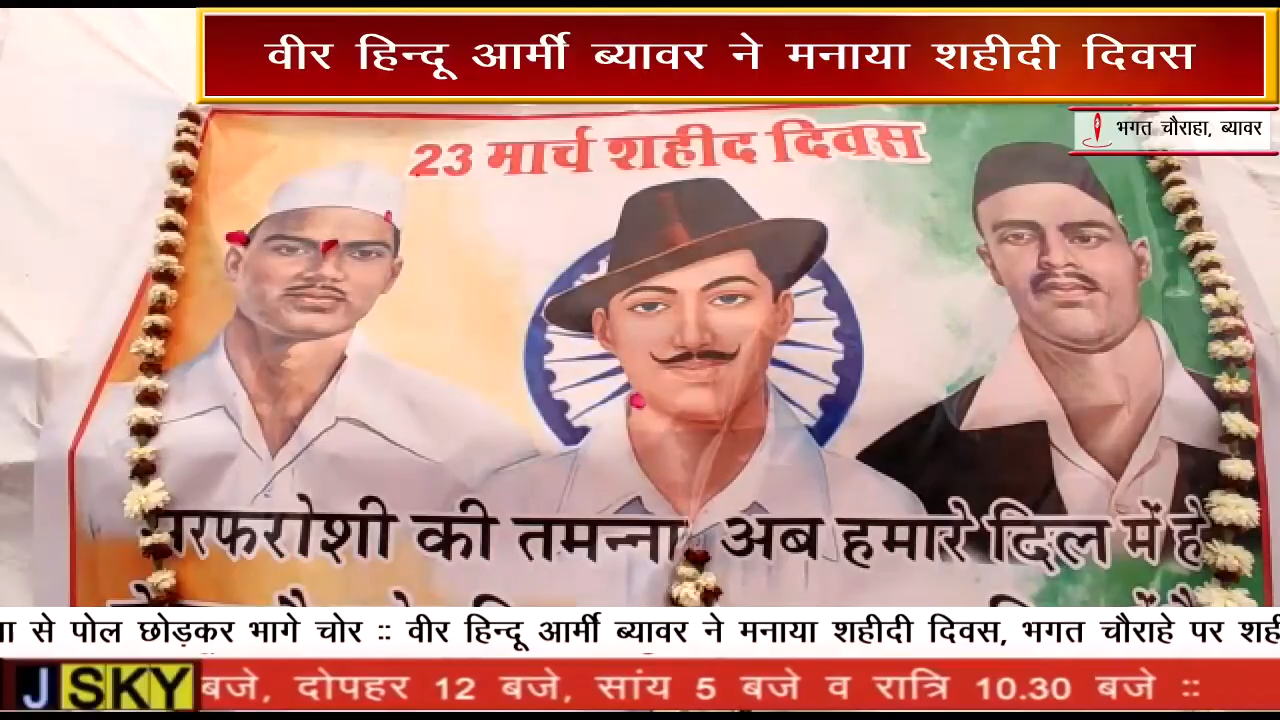 वीर हिन्दू आर्मी ब्यावर ने मनाया शहीदी दिवस
भगत चौराहा, ब्यावर
23 मार्च शहीद दिवस
सरफरोशी की तमन्ना अब हमारे दिल में है
से पोल छोड़कर भागे चोर :: वीर हिन्दू आर्मी ब्यावर ने मनाया शहीदी दिवस, भगत चौराहे पर
J SKY बजे, दोपहर 12 बजे, सांय 5 बजे व रात्रि 10.30 बजे ::